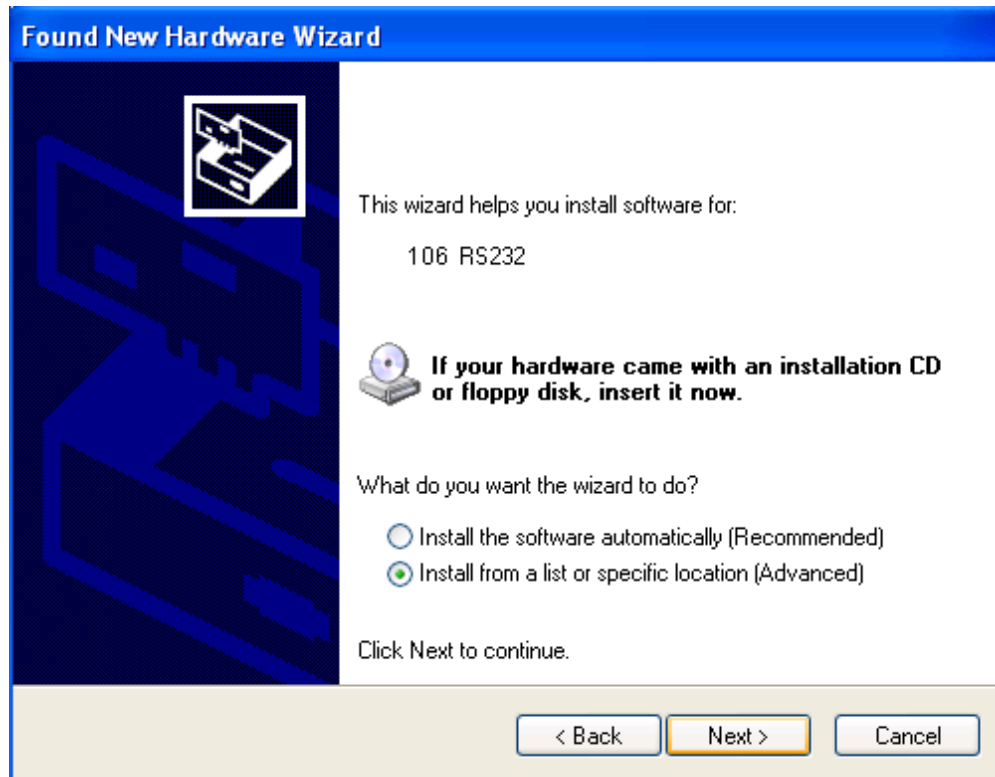 Found New Hardware Wizard
This wizard helps you install software for:
106 RS232
If your hardware came with an installation CD
or floppy disk, insert it now.
What do you want the wizard to do?
Install the software automatically (Recommended)
Install from a list or specific location (Advanced)
Click Next to continue.
< Back Next > Cancel